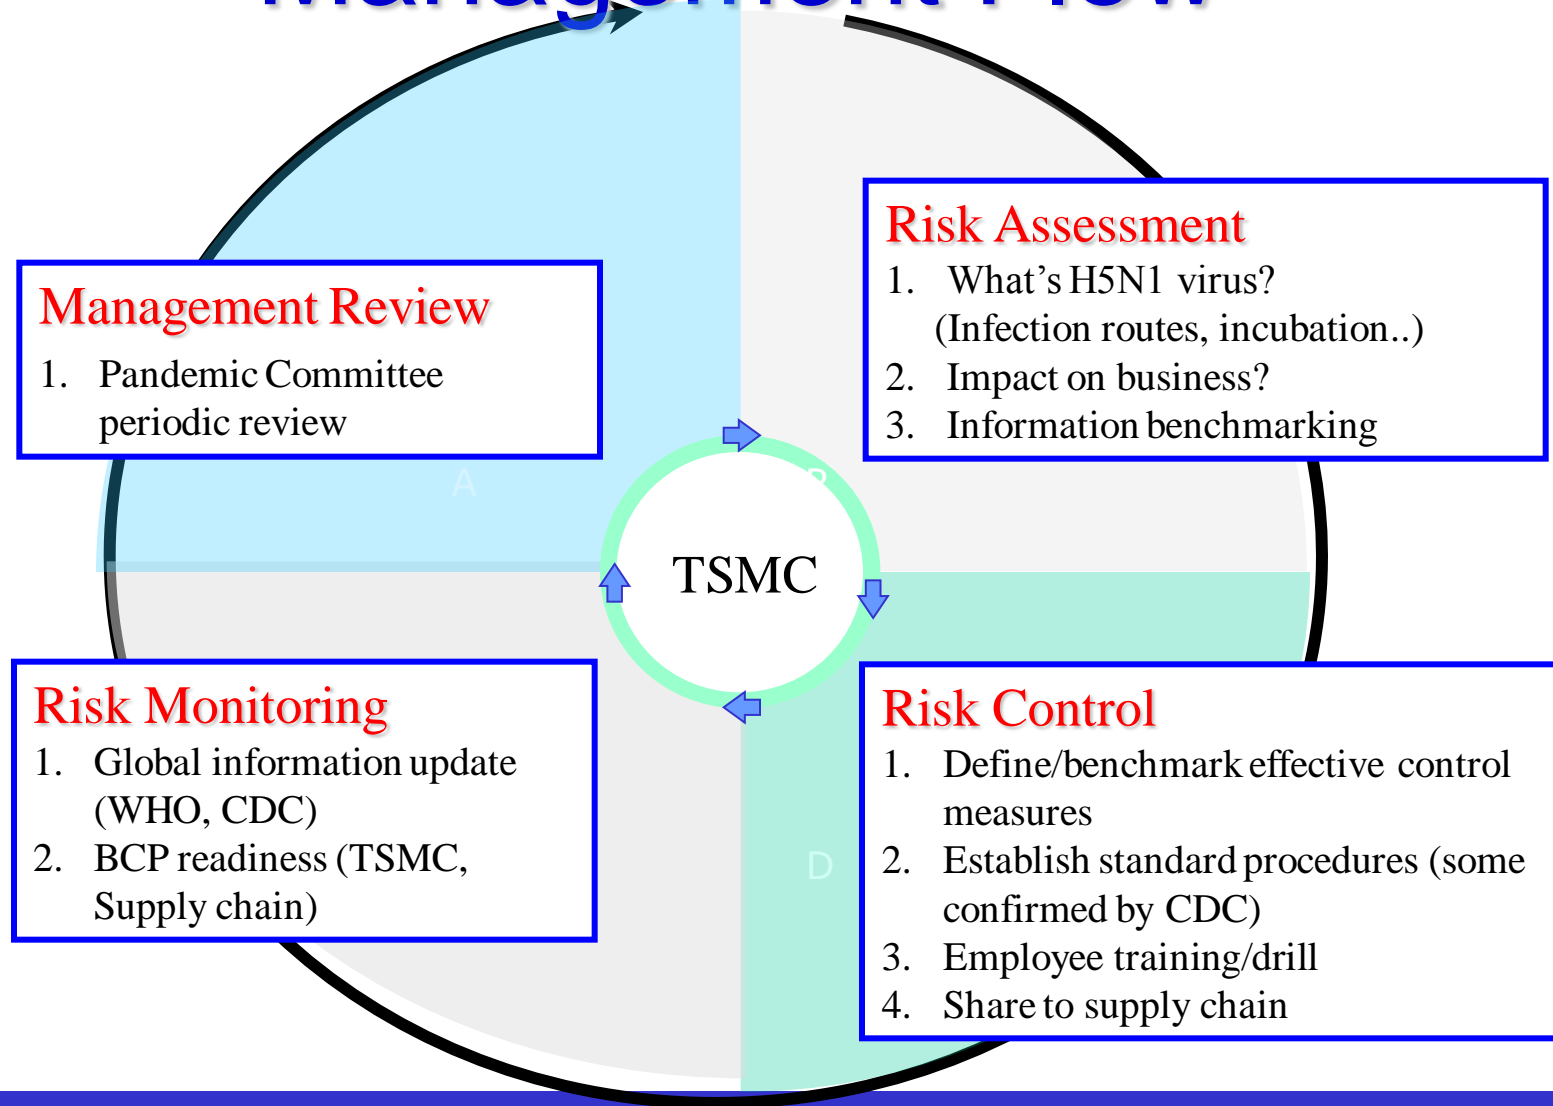 Management Flow
Risk Assessment
1. What’s H5N1 virus?
(Infection routes, incubation..)
2. Impact on business?
3. Information benchmarking
Management Review
1. Pandemic Committee
periodic review
A
P
TSMC
Risk Monitoring
1. Global information update
(WHO, CDC)
2. BCP readiness (TSMC,
Supply chain)
D
Risk Control
1. Define/benchmark effective control
measures
2. Establish standard procedures (some
confirmed by CDC)
3. Employee training/drill
4. Share to supply chain